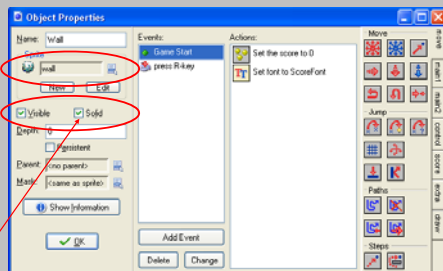 Object Properties
Name: Wall
Sprite
wall
New Edit
Visible Solid
Depth: 0
Persistent
Parent: <no parent>
Mask: <same as sprite>
Show Information
OK
Events:
Game Start
press R-key
Add Event
Delete Change
Actions:
Set the score to 0
Set font to ScoreFont
Move
Jump
Paths
Steps
move
main1
main2
control
score
extra
draw